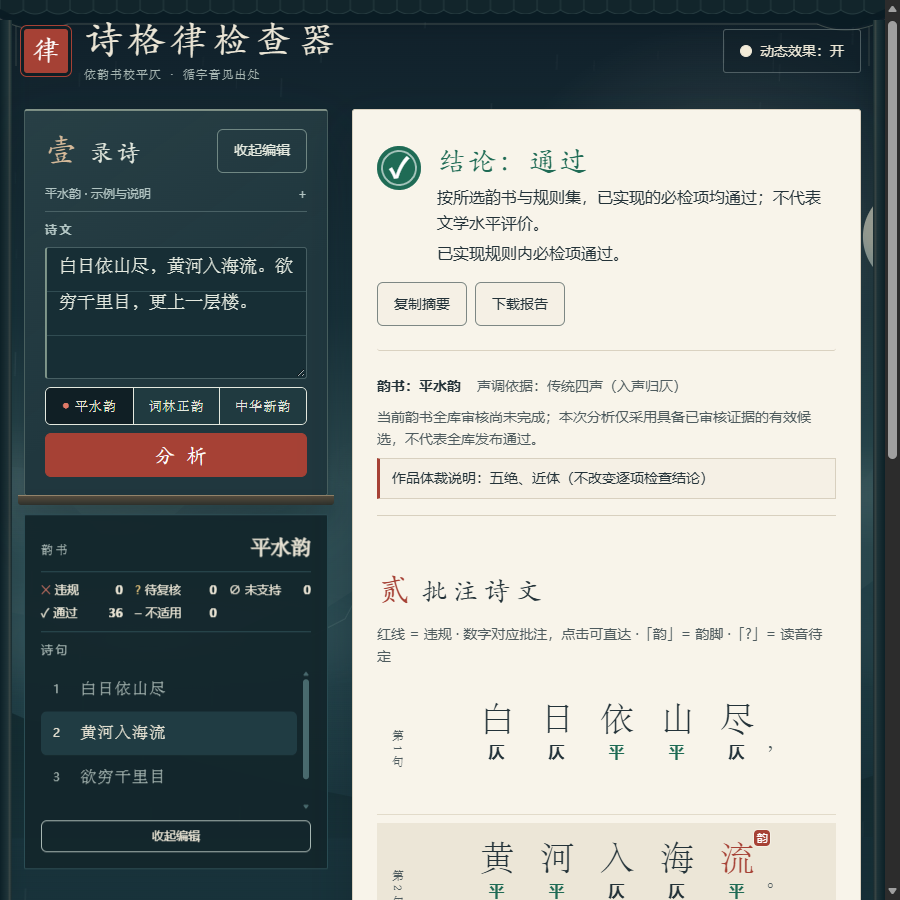 律
诗格律检查器
依韵书校平仄 · 循字音见出处
动态效果：开
壹 录诗
收起编辑
平水韵 · 示例与说明 +
诗文
白日依山尽，黄河入海流。欲
穷千里目，更上一层楼。
平水韵 词林正韵 中华新韵
分析
韵书 平水韵
✕ 违规 0 ? 待复核 0 ∅ 未支持 0
✓ 通过 36 – 不适用 0
诗句
1 白日依山尽
2 黄河入海流
3 欲穷千里目
收起编辑
结论：通过
按所选韵书与规则集，已实现的必检项均通过；不代表
文学水平评价。
已实现规则内必检项通过。
复制摘要 下载报告
韵书：平水韵 声调依据：传统四声（入声归仄）
当前韵书全库审核尚未完成；本次分析仅采用具备已审核证据的有效候
选，不代表全库发布通过。
作品体裁说明：五绝、近体（不改变逐项检查结论）
贰 批注诗文
红线 = 违规 · 数字对应批注，点击可直达 ·「韵」= 韵脚 ·「?」= 读音待
定
第1句
白日依山尽，
仄仄平平仄
第2句
黄河入海流。
韵
平平仄仄平